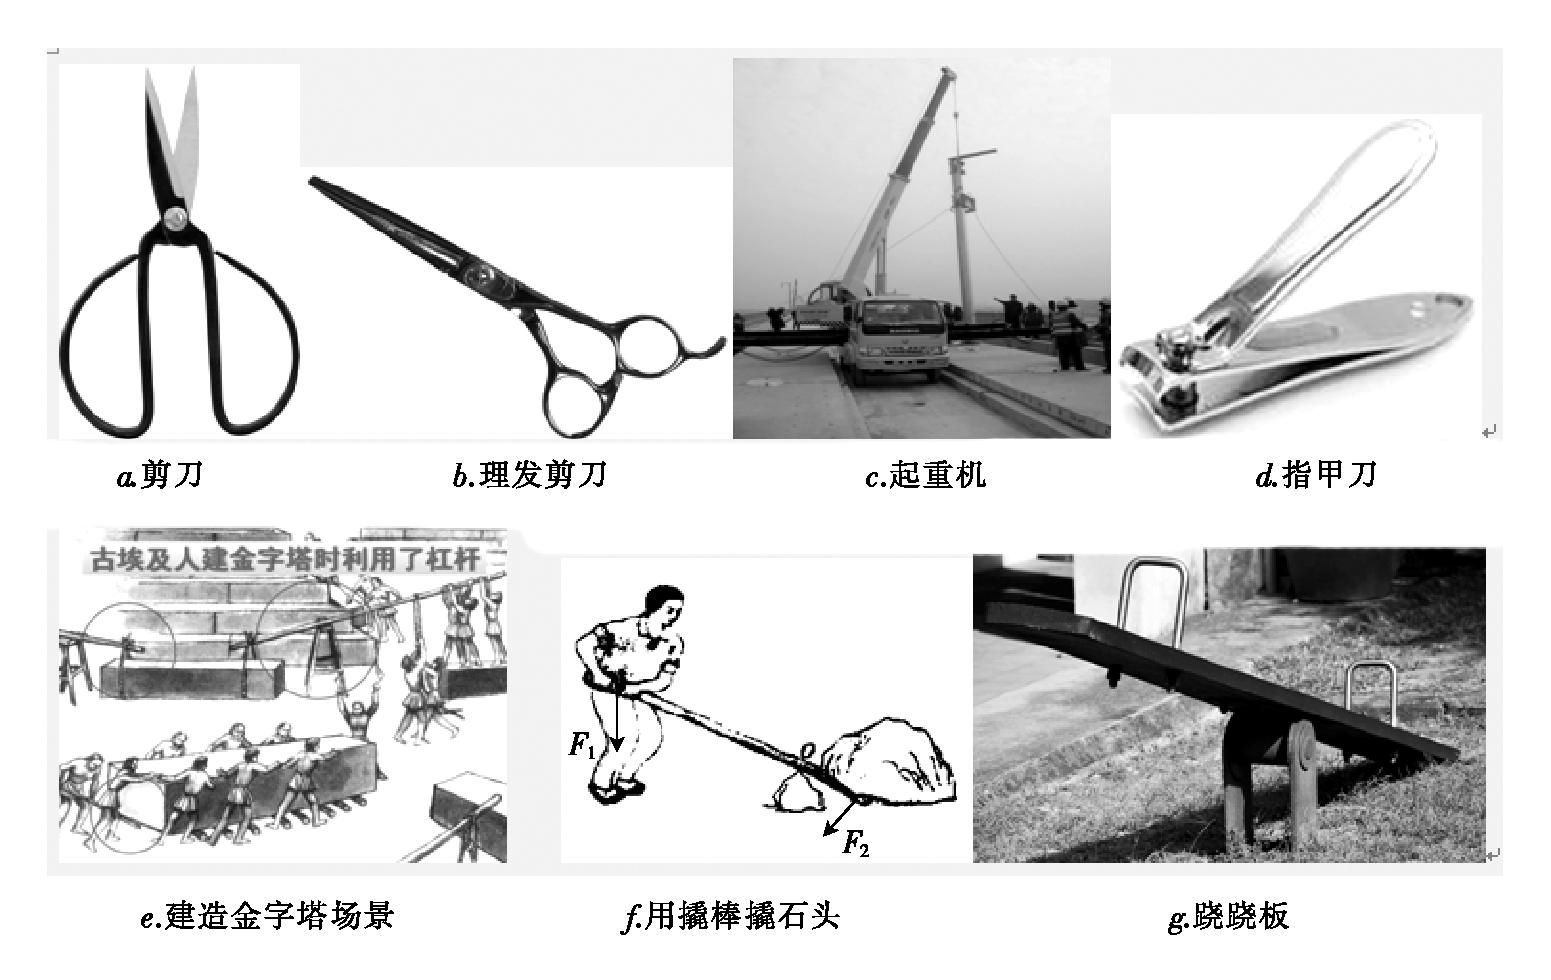 a.剪刀
b.理发剪刀
c.起重机
d.指甲刀
古埃及人建金字塔时利用了杠杆
O
F₁
F₂
e.建造金字塔场景
f.用撬棒撬石头
g.跷跷板